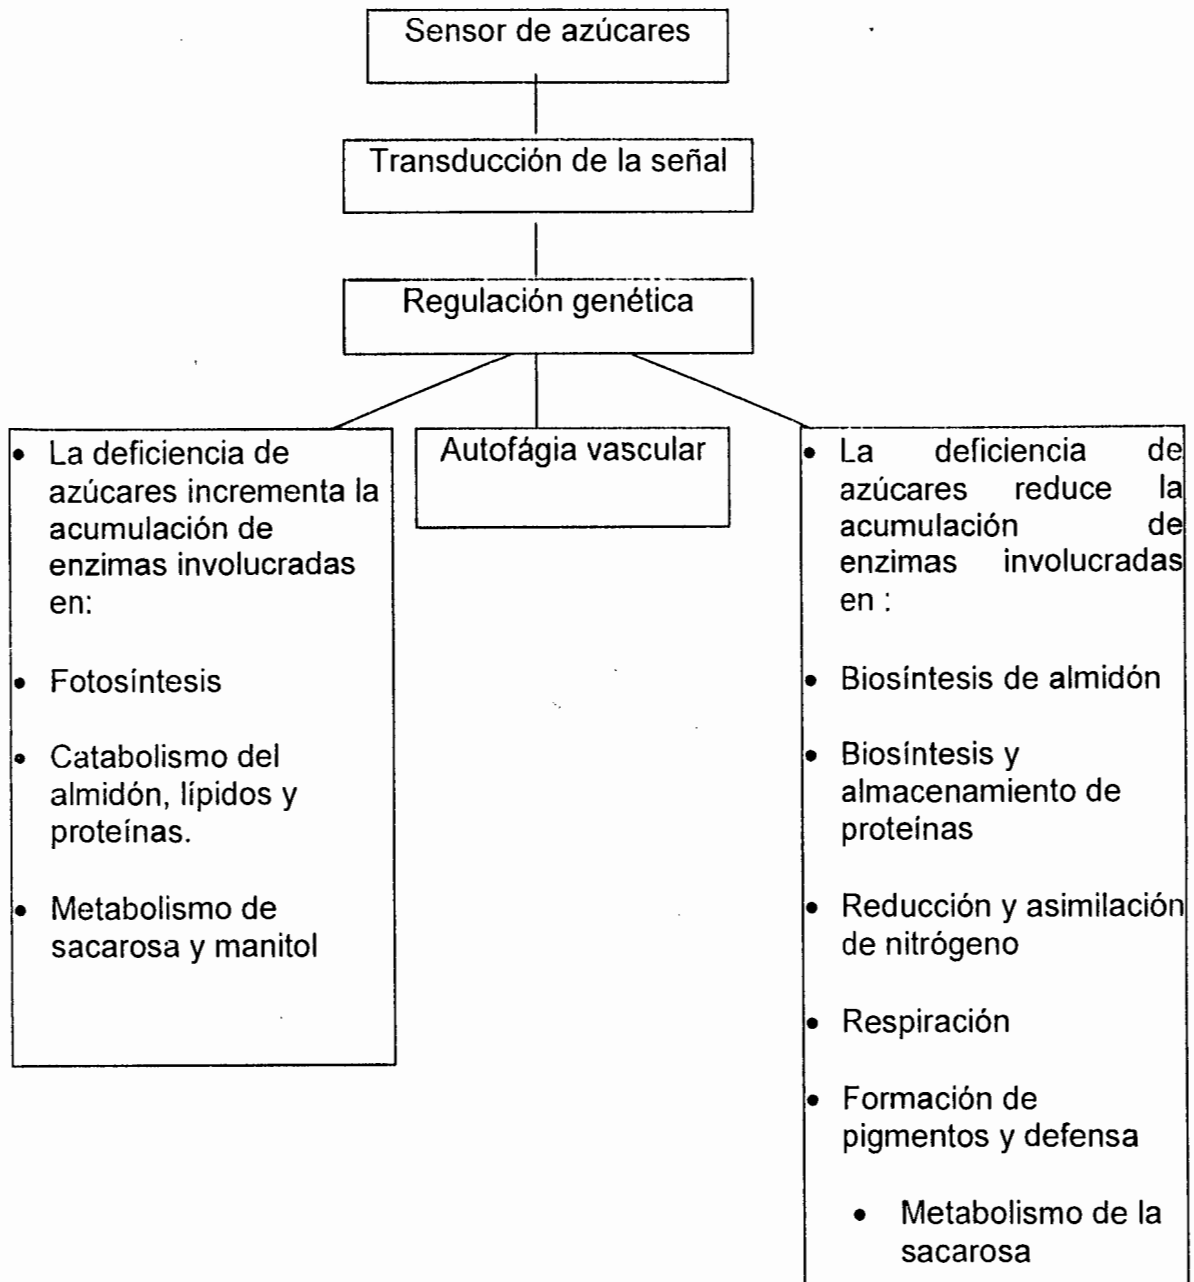 Sensor de azúcares
Transducción de la señal
Regulación genética
• La deficiencia de
azúcares incrementa la
acumulación de
enzimas involucradas
en:
• Fotosíntesis
• Catabolismo del
almidón, lípidos y
proteínas.
• Metabolismo de
sacarosa y manitol
Autofágia vascular
• La deficiencia de
azúcares reduce la
acumulación de
enzimas involucradas
en :
• Biosíntesis de almidón
• Biosíntesis y
almacenamiento de
proteínas
• Reducción y asimilación
de nitrógeno
• Respiración
• Formación de
pigmentos y defensa
• Metabolismo de la
sacarosa